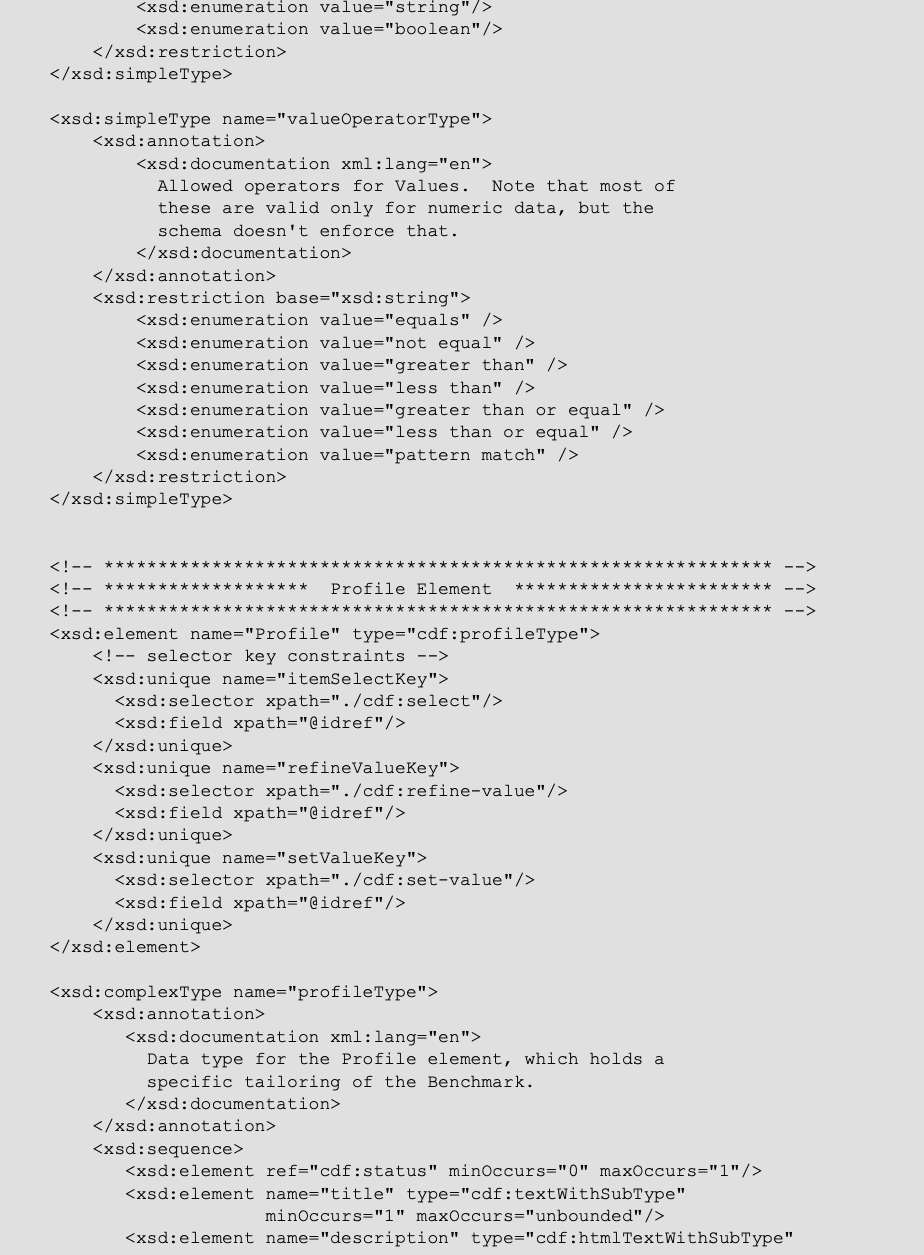 <xsd:enumeration value="string"/>
<xsd:enumeration value="boolean"/>
</xsd:restriction>
</xsd:simpleType>
<xsd:simpleType name="valueOperatorType">
<xsd:annotation>
<xsd:documentation xml:lang="en">
Allowed operators for Values.  Note that most of
these are valid only for numeric data, but the
schema doesn't enforce that.
</xsd:documentation>
</xsd:annotation>
<xsd:restriction base="xsd:string">
<xsd:enumeration value="equals" />
<xsd:enumeration value="not equal" />
<xsd:enumeration value="greater than" />
<xsd:enumeration value="less than" />
<xsd:enumeration value="greater than or equal" />
<xsd:enumeration value="less than or equal" />
<xsd:enumeration value="pattern match" />
</xsd:restriction>
</xsd:simpleType>
<!-- ************************************************************** -->
<!-- *******************  Profile Element  ************************ -->
<!-- ************************************************************** -->
<xsd:element name="Profile" type="cdf:profileType">
<!-- selector key constraints -->
<xsd:unique name="itemSelectKey">
<xsd:selector xpath="./cdf:select"/>
<xsd:field xpath="@idref"/>
</xsd:unique>
<xsd:unique name="refineValueKey">
<xsd:selector xpath="./cdf:refine-value"/>
<xsd:field xpath="@idref"/>
</xsd:unique>
<xsd:unique name="setValueKey">
<xsd:selector xpath="./cdf:set-value"/>
<xsd:field xpath="@idref"/>
</xsd:unique>
</xsd:element>
<xsd:complexType name="profileType">
<xsd:annotation>
<xsd:documentation xml:lang="en">
Data type for the Profile element, which holds a
specific tailoring of the Benchmark.
</xsd:documentation>
</xsd:annotation>
<xsd:sequence>
<xsd:element ref="cdf:status" minOccurs="0" maxOccurs="1"/>
<xsd:element name="title" type="cdf:textWithSubType"
minOccurs="1" maxOccurs="unbounded"/>
<xsd:element name="description" type="cdf:htmlTextWithSubType"